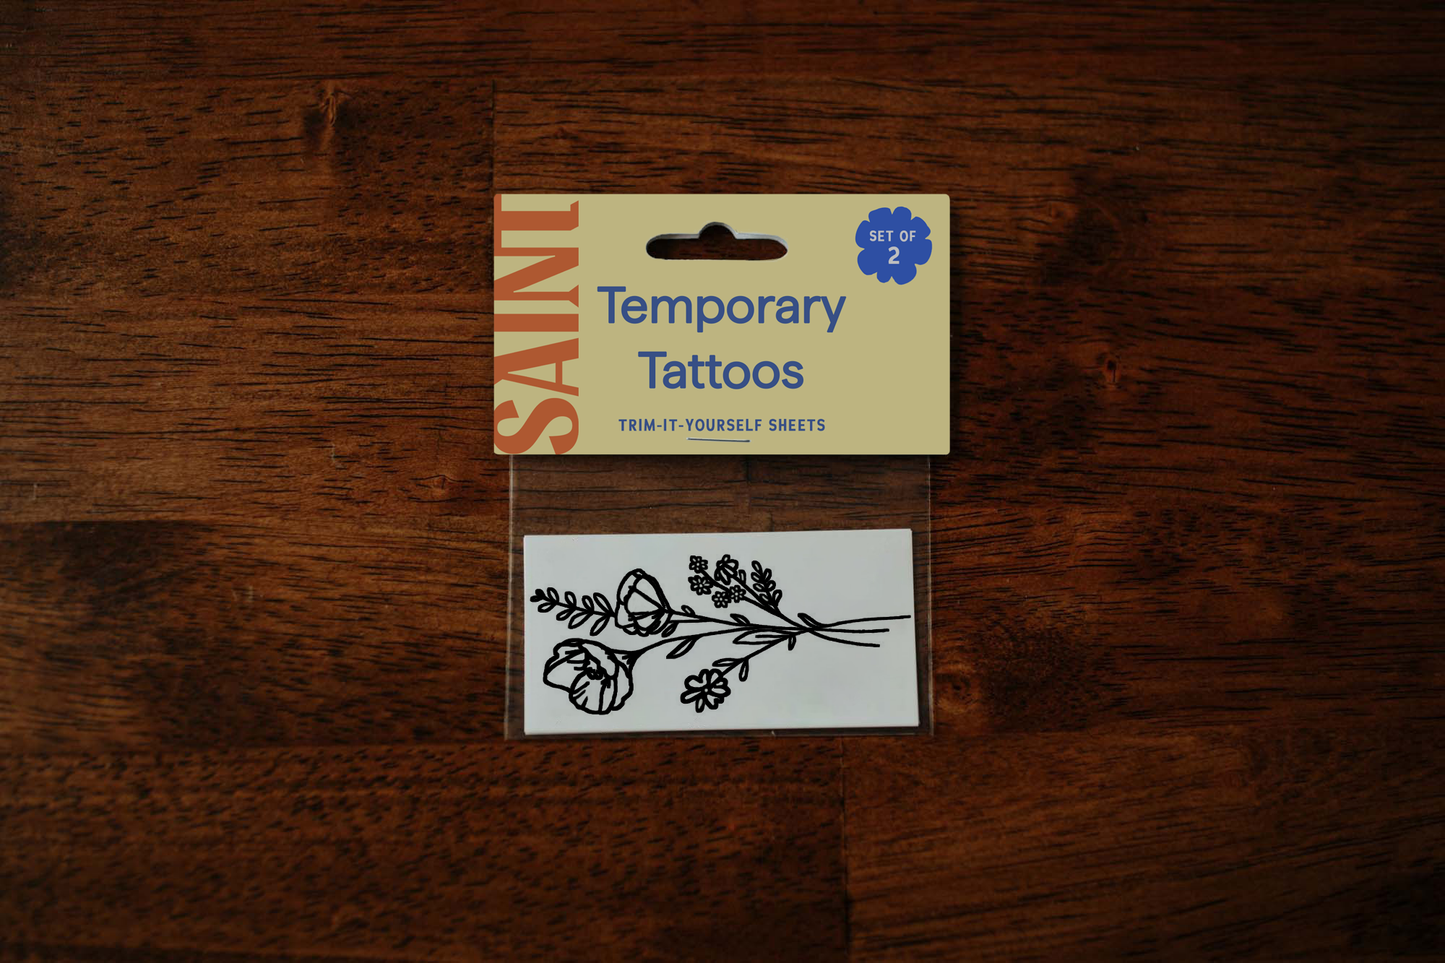 SAINT
SET OF
2
Temporary
Tattoos
TRIM-IT-YOURSELF SHEETS